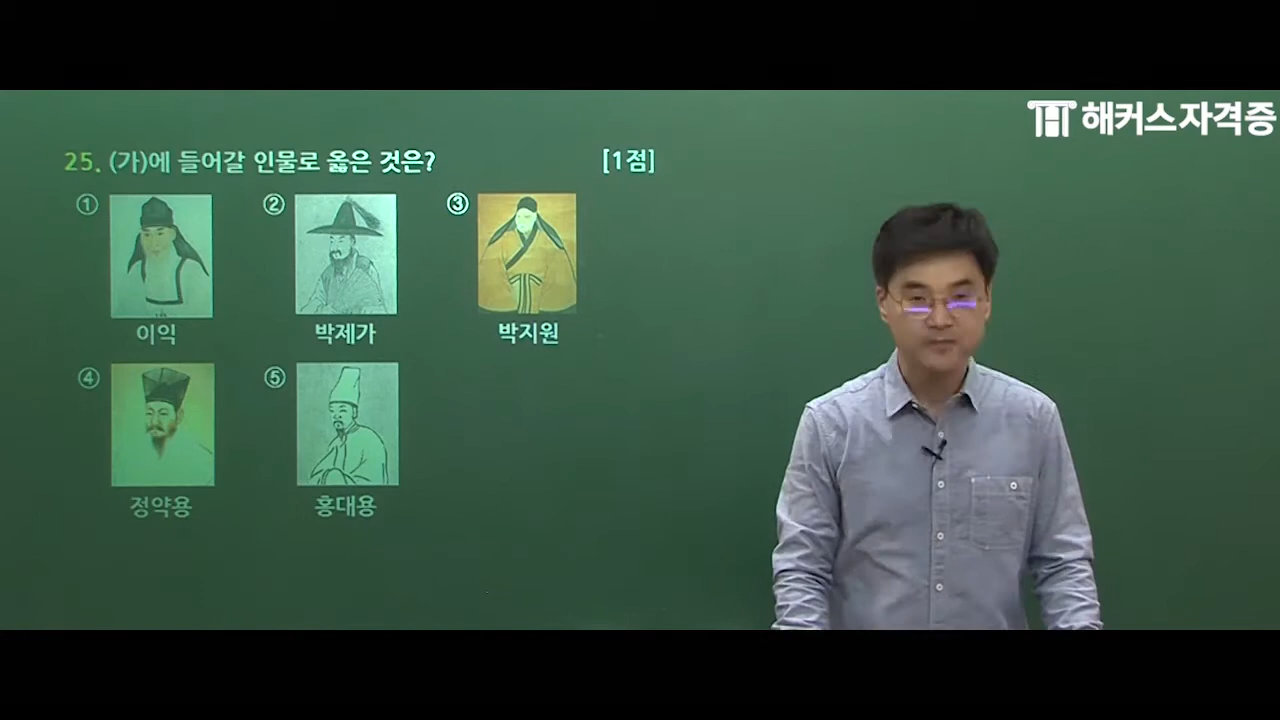 해커스자격증
25. (가)에 들어갈 인물로 옳은 것은? [1점]
① ② ③
이익 박제가 박지원
④ ⑤
정약용 홍대용